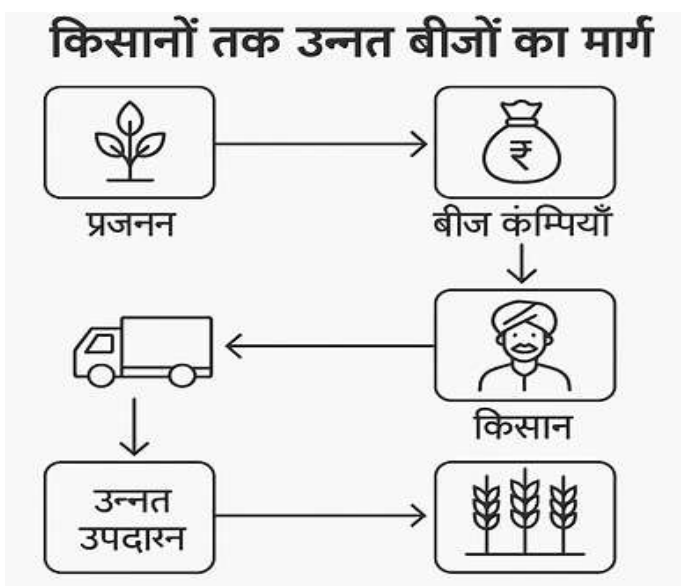 किसानों तक उन्नत बीजों का मार्ग
₹
प्रजनन
बीज कंम्पियाँ
किसान
उन्नत
उपदारन